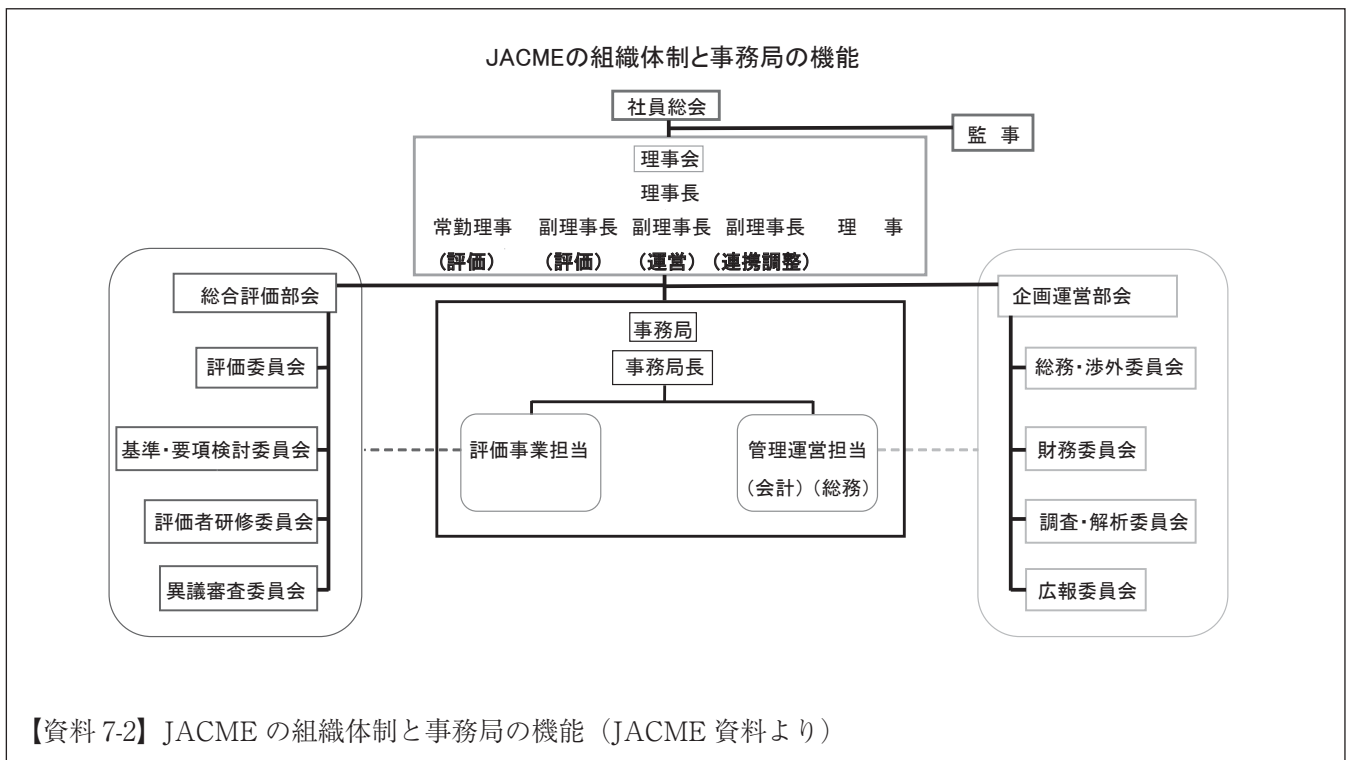 JACMEの組織体制と事務局の機能
社員総会
監 事
理事会
理事長
常勤理事 副理事長 副理事長 副理事長 理 事
(評価) (評価) (運営) (連携調整)
総合評価部会
評価委員会
基準・要項検討委員会
評価者研修委員会
異議審査委員会
事務局
事務局長
評価事業担当
管理運営担当
(会計)(総務)
企画運営部会
総務・渉外委員会
財務委員会
調査・解析委員会
広報委員会
【資料 7-2】JACME の組織体制と事務局の機能(JACME 資料より)